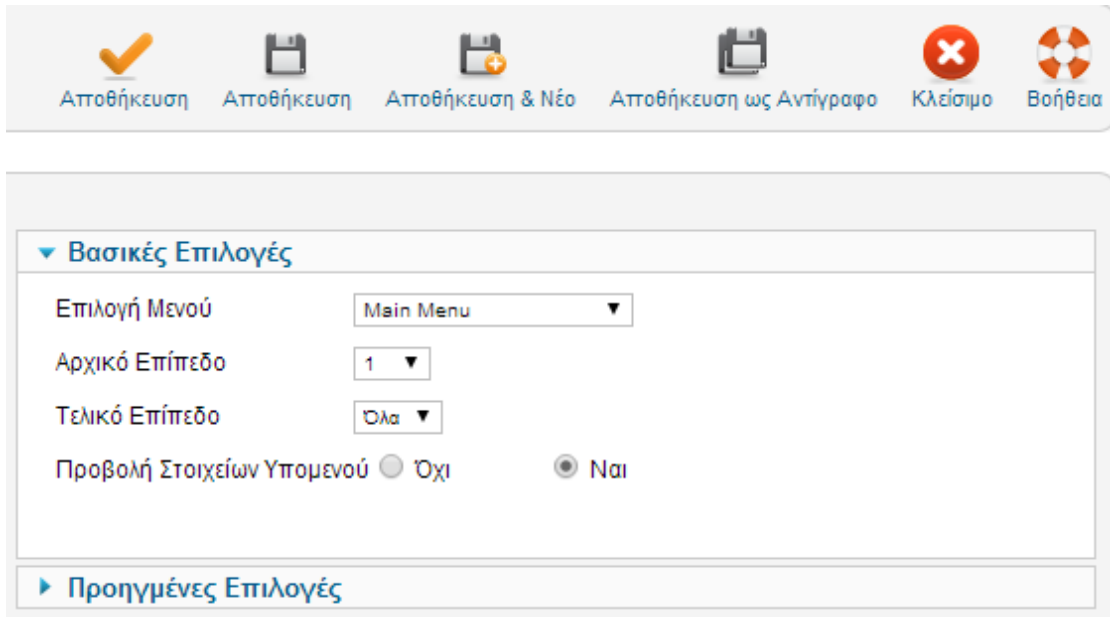 Αποθήκευση Αποθήκευση Αποθήκευση & Νέο Αποθήκευση ως Αντίγραφο Κλείσιμο Βοήθεια
Βασικές Επιλογές
Επιλογή Μενού Main Menu
Αρχικό Επίπεδο 1
Τελικό Επίπεδο Όλα
Προβολή Στοιχείων Υπομενού Όχι Ναι
Προηγμένες Επιλογές